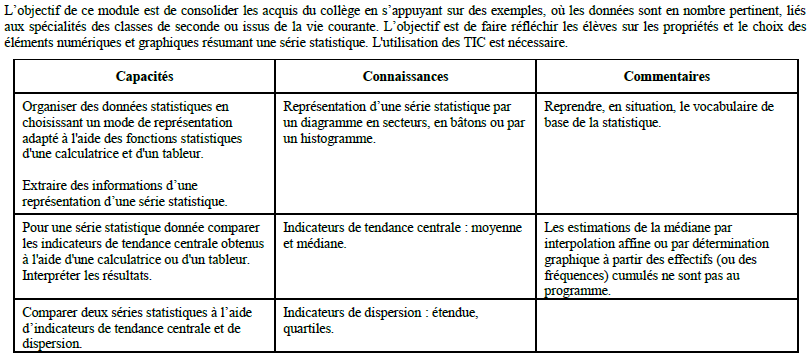 L’objectif de ce module est de consolider les acquis du collège en s’appuyant sur des exemples, où les données sont en nombre pertinent, liés
aux spécialités des classes de seconde ou issus de la vie courante. L’objectif est de faire réfléchir les élèves sur les propriétés et le choix des
éléments numériques et graphiques résumant une série statistique. L'utilisation des TIC est nécessaire.
Capacités
Connaissances
Commentaires
Organiser des données statistiques en
choisissant un mode de représentation
adapté à l'aide des fonctions statistiques
d'une calculatrice et d'un tableur.
Extraire des informations d’une
représentation d’une série statistique.
Représentation d’une série statistique par
un diagramme en secteurs, en bâtons ou par
un histogramme.
Reprendre, en situation, le vocabulaire de
base de la statistique.
Pour une série statistique donnée comparer
les indicateurs de tendance centrale obtenus
à l'aide d'une calculatrice ou d'un tableur.
Interpréter les résultats.
Indicateurs de tendance centrale : moyenne
et médiane.
Les estimations de la médiane par
interpolation affine ou par détermination
graphique à partir des effectifs (ou des
fréquences) cumulés ne sont pas au
programme.
Comparer deux séries statistiques à l’aide
d’indicateurs de tendance centrale et de
dispersion.
Indicateurs de dispersion : étendue,
quartiles.